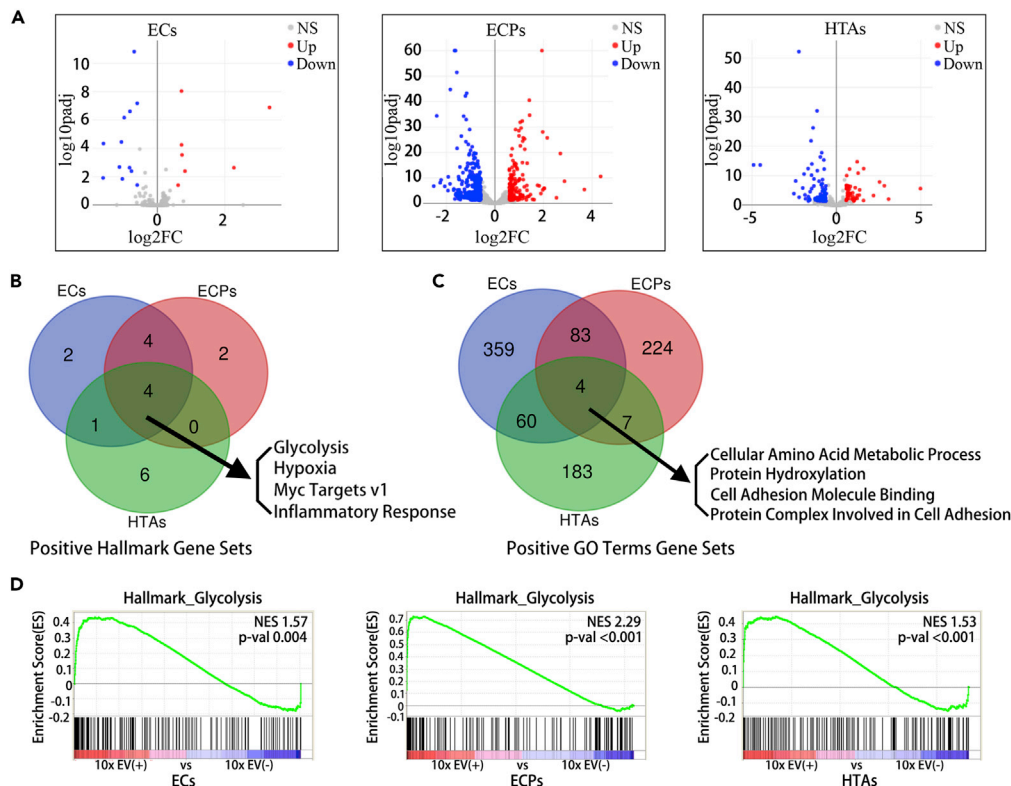 A
ECs
NS
Up
Down
10
8
6
4
2
0
0
2
log10padj
log2FC
ECPs
NS
Up
Down
60
50
40
30
20
10
0
-2
0
2
4
log10padj
log2FC
HTAs
NS
Up
Down
50
40
30
20
10
0
-5
0
5
log10padj
log2FC
B
ECs
ECPs
2
4
2
4
1
0
6
HTAs
Glycolysis
Hypoxia
Myc Targets v1
Inflammatory Response
Positive Hallmark Gene Sets
C
ECs
ECPs
359
83
224
4
60
7
183
HTAs
Cellular Amino Acid Metabolic Process
Protein Hydroxylation
Cell Adhesion Molecule Binding
Protein Complex Involved in Cell Adhesion
Positive GO Terms Gene Sets
D
Hallmark_Glycolysis
NES 1.57
p-val 0.004
Enrichment Score(ES)
0.4
0.3
0.2
0.1
0
-0.1
-0.2
10x EV(+) vs 10x EV(-)
ECs
Hallmark_Glycolysis
NES 2.29
p-val <0.001
Enrichment Score(ES)
0.7
0.6
0.5
0.4
0.3
0.2
0.1
0
-0.1
10x EV(+) vs 10x EV(-)
ECPs
Hallmark_Glycolysis
NES 1.53
p-val <0.001
Enrichment Score(ES)
0.4
0.3
0.2
0.1
0
-0.1
-0.2
10x EV(+) vs 10x EV(-)
HTAs